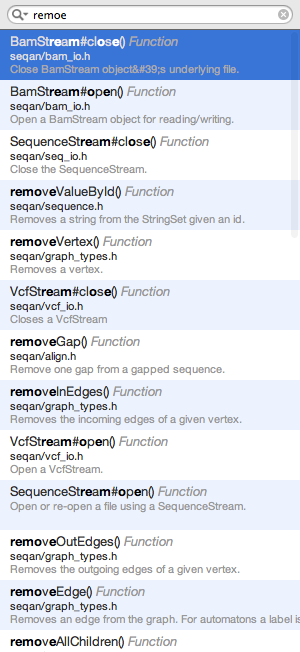 remoe
BamStream#close() Function
seqan/bam_io.h
Close BamStream object&#39;s underlying file.
BamStream#open() Function
seqan/bam_io.h
Open a BamStream object for reading/writing.
SequenceStream#close() Function
seqan/seq_io.h
Close the SequenceStream.
removeValueById() Function
seqan/sequence.h
Removes a string from the StringSet given an id.
removeVertex() Function
seqan/graph_types.h
Removes a vertex.
VcfStream#close() Function
seqan/vcf_io.h
Closes a VcfStream
removeGap() Function
seqan/align.h
Remove one gap from a gapped sequence.
removeInEdges() Function
seqan/graph_types.h
Removes the incoming edges of a given vertex.
VcfStream#open() Function
seqan/vcf_io.h
Open a VcfStream.
SequenceStream#open() Function
Open or re-open a file using a SequenceStream.
removeOutEdges() Function
seqan/graph_types.h
Removes the outgoing edges of a given vertex.
removeEdge() Function
seqan/graph_types.h
Removes an edge from the graph. For automatons a label is
removeAllChildren() Function